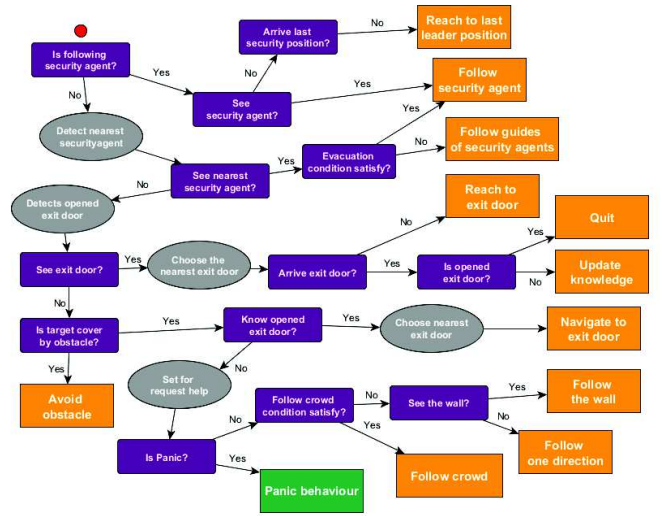 Arrive last
security position?
No
Reach to last
leader position
Is following
security agent?
Yes
No
Yes
Follow
security agent
No
See
security agent?
Yes
Detect nearest
securityagent
See nearest
security agent?
Yes
Evacuation
condition satisfy?
No
Follow guides
of security agents
No
Detects opened
exit door
Reach to
exit door
No
Quit
See exit door?
Yes
Choose the
nearest exit door
Arrive exit door?
Yes
Is opened
exit door?
Yes
No
Update
knowledge
No
Is target cover
by obstacle?
Yes
Know opened
exit door?
Yes
Choose nearest
exit door
Navigate to
exit door
Yes
No
Avoid
obstacle
Set for
request help
Follow crowd
condition satisfy?
No
See the wall?
Yes
Follow
the wall
No
Yes
No
Is Panic?
Yes
Follow crowd
Follow
one direction
Panic behaviour